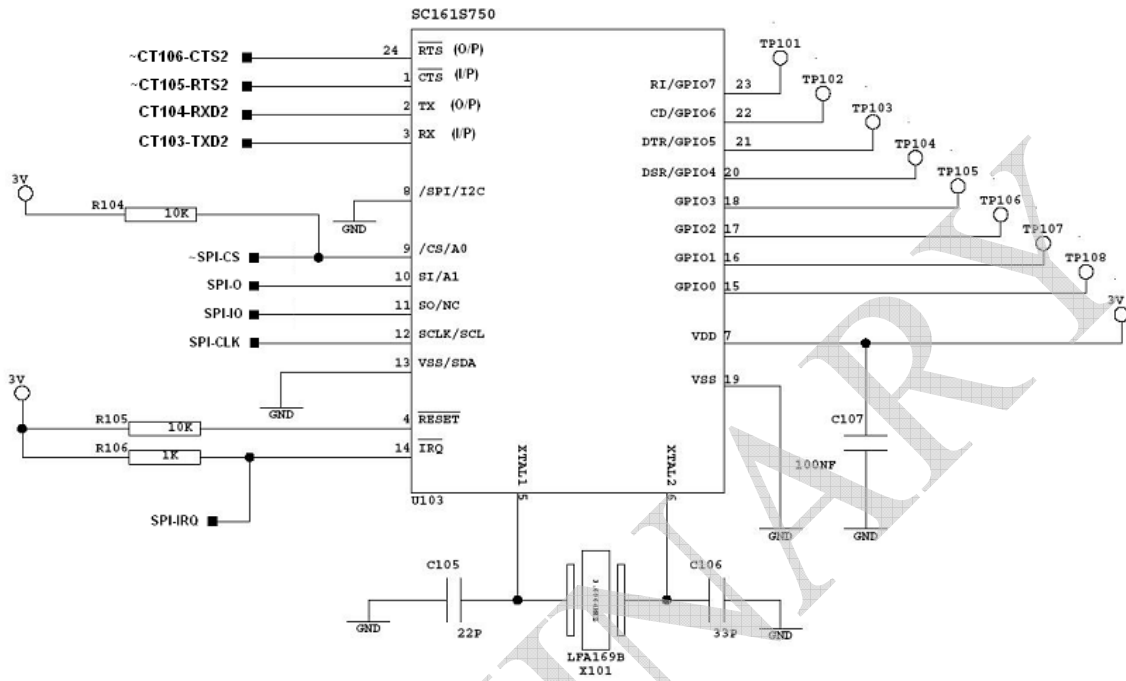 SC161S750
~CT106-CTS2
24
RTS (O/P)
~CT105-RTS2
1
CTS (I/P)
CT104-RXD2
2
TX (O/P)
CT103-TXD2
3
RX (I/P)
3V
R104
10K
8
/SPI/I2C
GND
~SPI-CS
9
/CS/A0
SPI-O
10
SI/A1
SPI-IO
11
SO/NC
SPI-CLK
12
SCLK/SCL
13
VSS/SDA
GND
3V
R105
10K
4
RESET
R106
1K
14
IRQ
SPI-IRQ
U103
XTAL1
5
XTAL2
6
RI/GPIO7
23
TP101
CD/GPIO6
22
TP102
DTR/GPIO5
21
TP103
DSR/GPIO4
20
TP104
GPIO3
18
TP105
GPIO2
17
TP106
GPIO1
16
TP107
GPIO0
15
TP108
VDD
7
3V
VSS
19
C107
100NF
GND
GND
C105
22P
GND
C106
33P
GND
LFA169B
X101
INARY